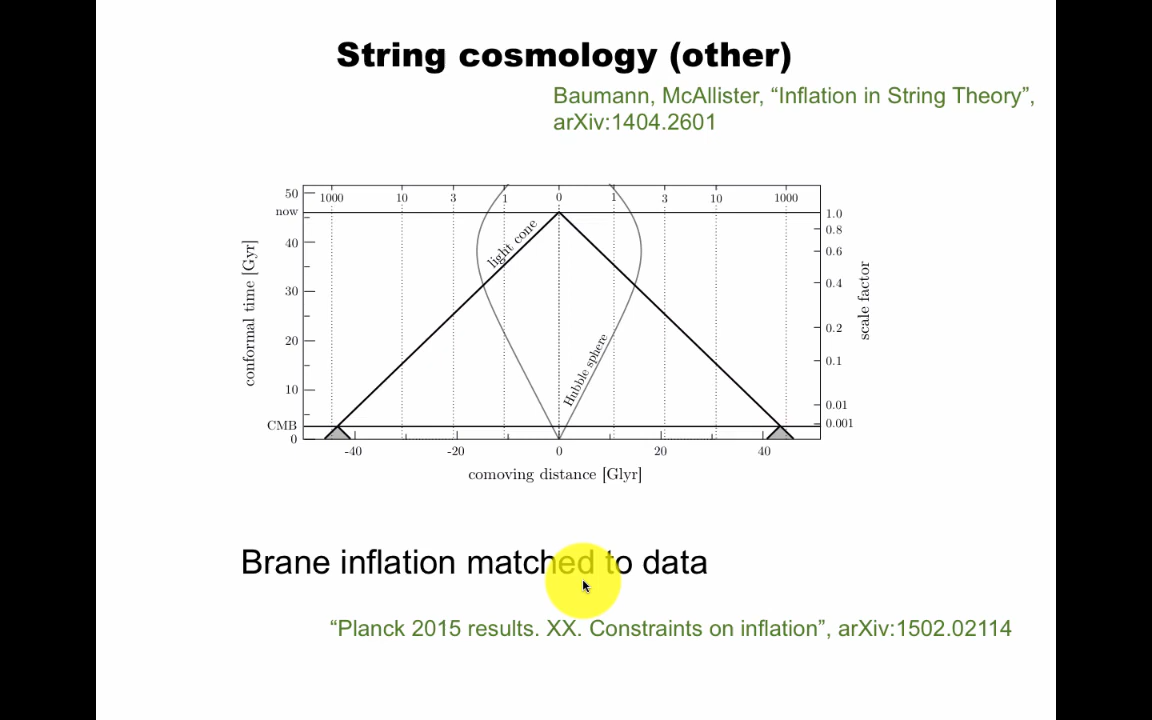 String cosmology (other)
Baumann, McAllister, “Inflation in String Theory”,
arXiv:1404.2601
1000 10 3 1 0 1 3 10 1000
50
now
40
30
20
10
CMB
0
conformal time [Gyr]
light cone
Hubble sphere
1.0
0.8
0.6
0.4
0.2
0.1
0.01
0.001
scale factor
-40 -20 0 20 40
comoving distance [Glyr]
Brane inflation matched to data
“Planck 2015 results. XX. Constraints on inflation”, arXiv:1502.02114